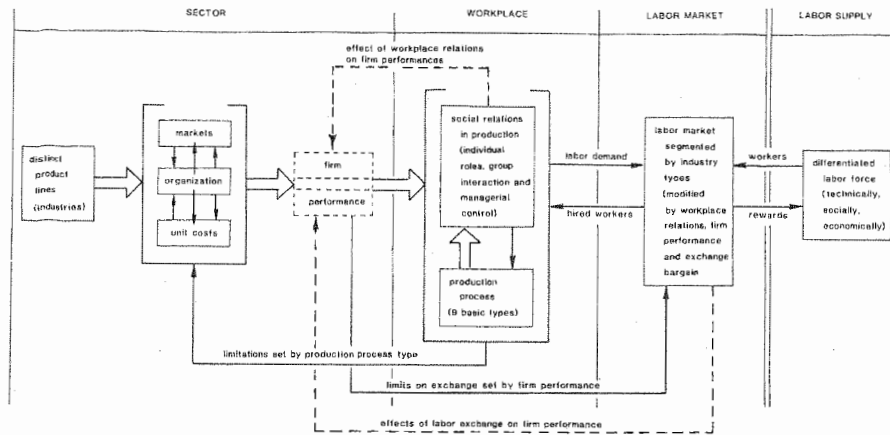 SECTOR
WORKPLACE
LABOR MARKET
LABOR SUPPLY
effect of workplace relations
on firm performances
distinct
product
lines
(industries)
markets
organization
unit costs
firm
performance
social relations
in production
(individual
roles, group
interaction and
managerial
control)
production
process
(9 basic types)
labor demand
hired workers
labor market
segmented
by industry
types
(modified
by workplace
relations, firm
performance
and exchange
bargain
workers
rewards
differentiated
labor force
(technically,
socially,
economically)
limitations set by production process type
limits on exchange set by firm performance
effects of labor exchange on firm performance